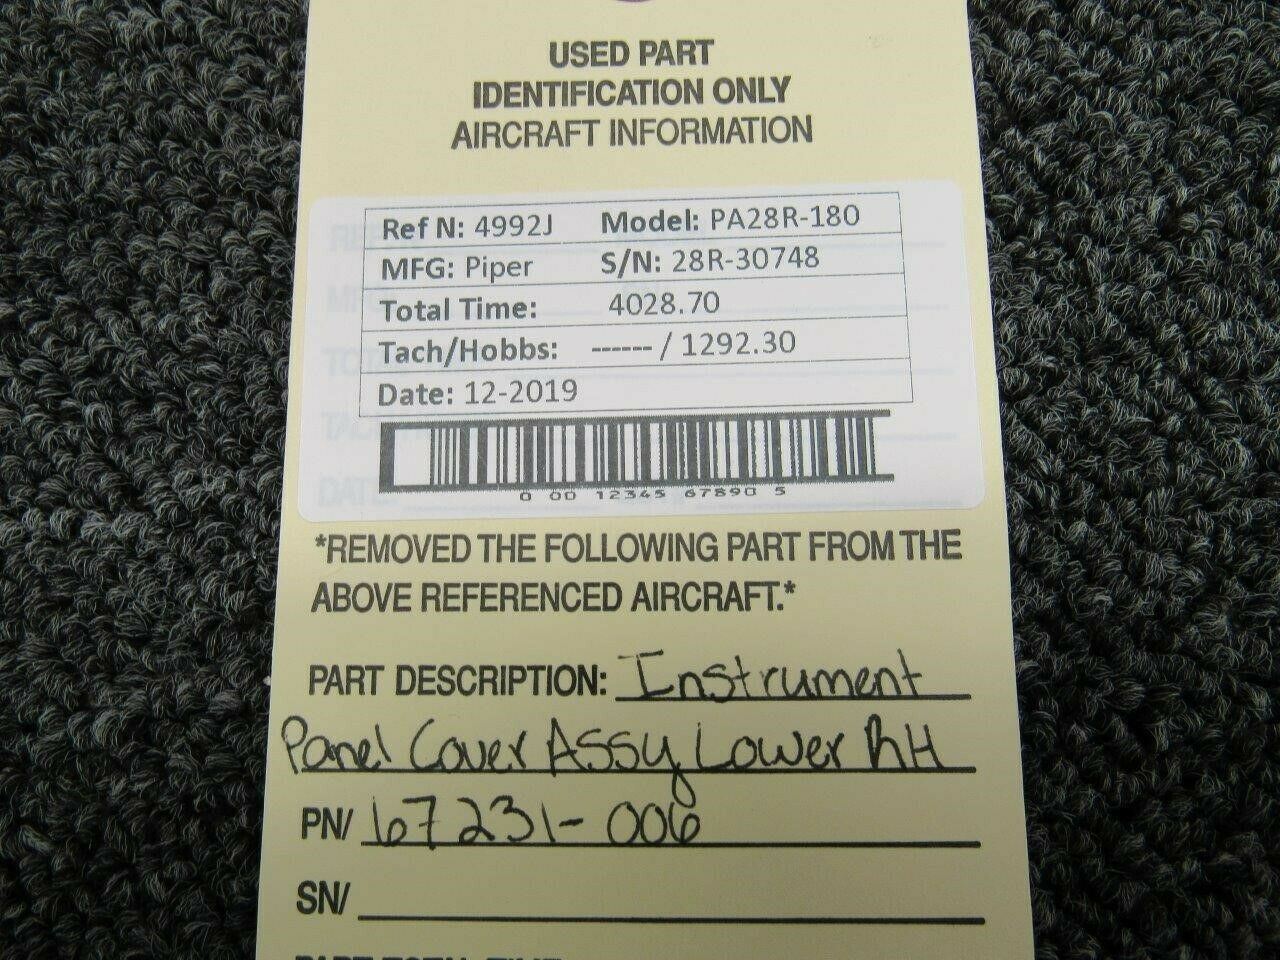 USED PART
IDENTIFICATION ONLY
AIRCRAFT INFORMATION
Ref N: 4992J Model: PA28R-180
MFG: Piper S/N: 28R-30748
Total Time: 4028.70
Tach/Hobbs: ------ / 1292.30
Date: 12-2019
0 00 12345 67890 5
*REMOVED THE FOLLOWING PART FROM THE
ABOVE REFERENCED AIRCRAFT.*
PART DESCRIPTION: Instrument
Panel Cover Assy Lower RH
PN/ 67231-006
SN/